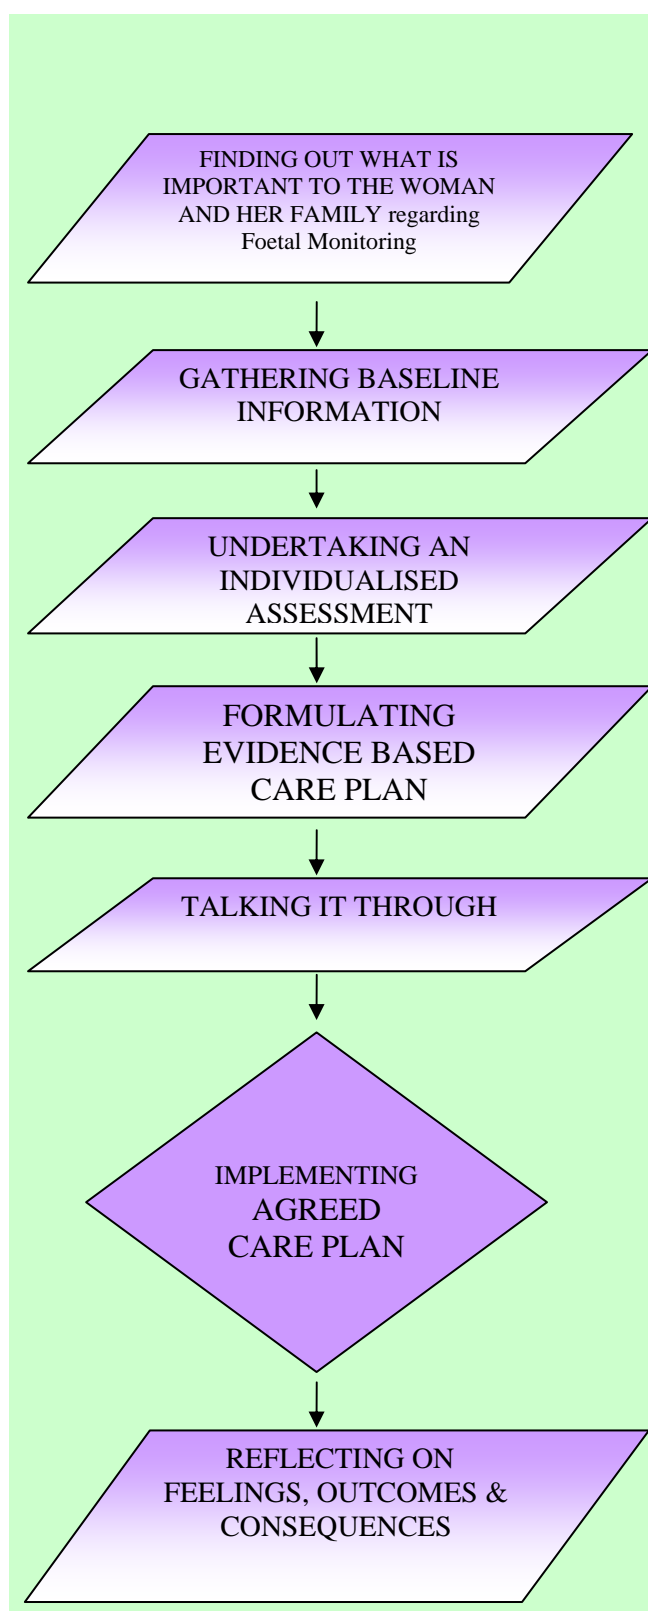 FINDING OUT WHAT IS
IMPORTANT TO THE WOMAN
AND HER FAMILY regarding
Foetal Monitoring
GATHERING BASELINE
INFORMATION
UNDERTAKING AN
INDIVIDUALISED
ASSESSMENT
FORMULATING
EVIDENCE BASED
CARE PLAN
TALKING IT THROUGH
IMPLEMENTING
AGREED
CARE PLAN
REFLECTING ON
FEELINGS, OUTCOMES &
CONSEQUENCES